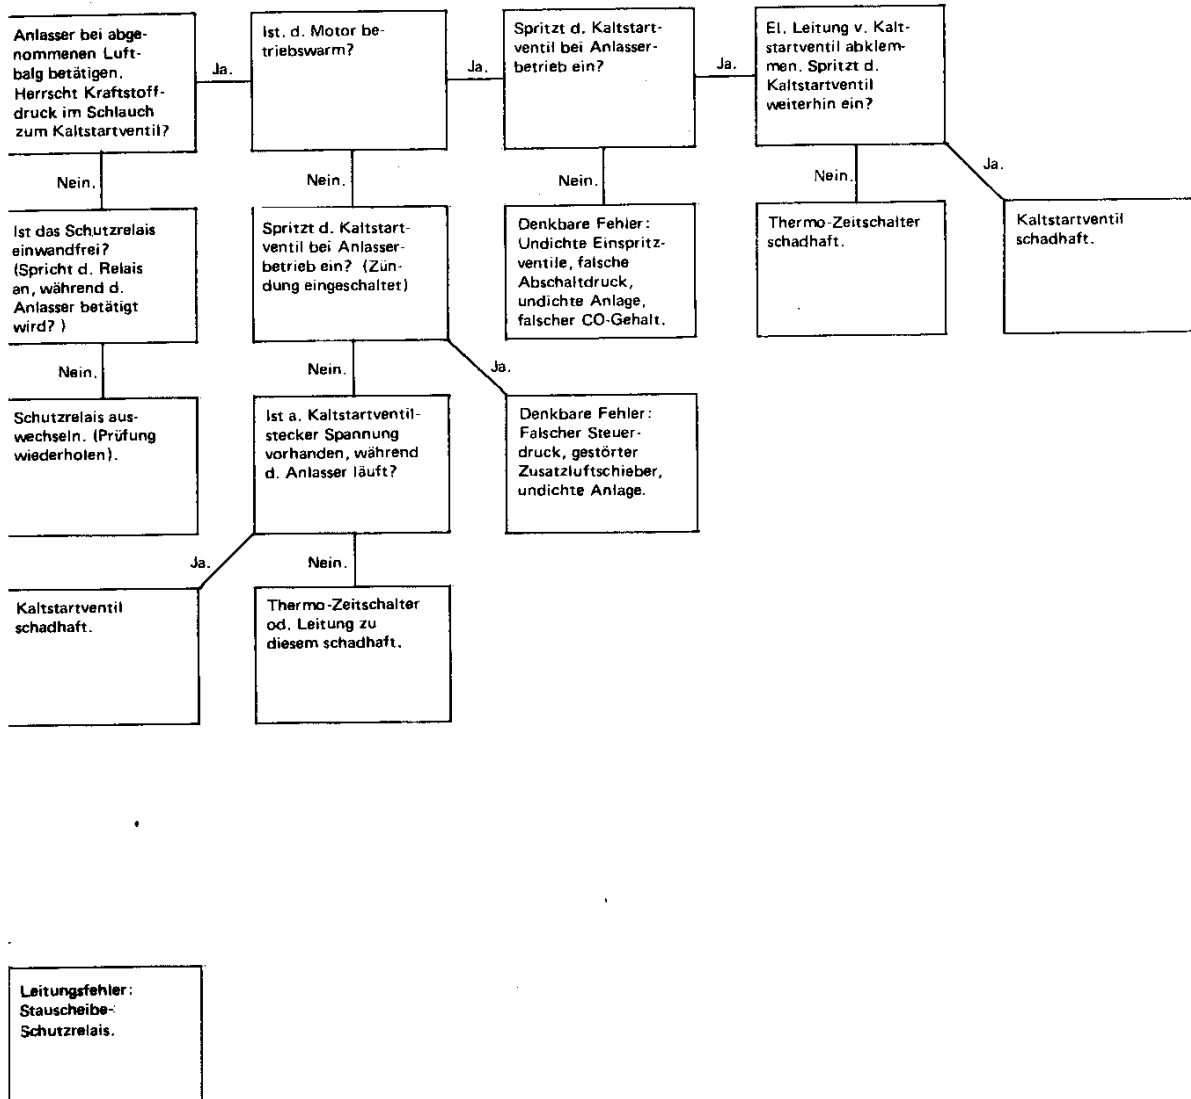 Anlasser bei abge-
nommenen Luft-
balg betätigen.
Herrscht Kraftstoff-
druck im Schlauch
zum Kaltstartventil?
Ja.
Ist. d. Motor be-
triebswarm?
Ja.
Spritzt d. Kaltstart-
ventil bei Anlasser-
betrieb ein?
Ja.
El. Leitung v. Kalt-
startventil abklem-
men. Spritzt d.
Kaltstartventil
weiterhin ein?
Nein.
Nein.
Nein.
Nein.
Ja.
Ist das Schutzrelais
einwandfrei?
(Spricht d. Relais
an, während d.
Anlasser betätigt
wird? )
Spritzt d. Kaltstart-
ventil bei Anlasser-
betrieb ein? (Zün-
dung eingeschaltet)
Denkbare Fehler:
Undichte Einspritz-
ventile, falsche
Abschaltdruck,
undichte Anlage,
falscher CO-Gehalt.
Thermo-Zeitschalter
schadhaft.
Kaltstartventil
schadhaft.
Nein.
Nein.
Ja.
Schutzrelais aus-
wechseln. (Prüfung
wiederholen).
Ist a. Kaltstartventil-
stecker Spannung
vorhanden, während
d. Anlasser läuft?
Denkbare Fehler:
Falscher Steuer-
druck, gestörter
Zusatzluftschieber,
undichte Anlage.
Ja.
Nein.
Kaltstartventil
schadhaft.
Thermo-Zeitschalter
od. Leitung zu
diesem schadhaft.
Leitungsfehler:
Stauscheibe-
Schutzrelais.